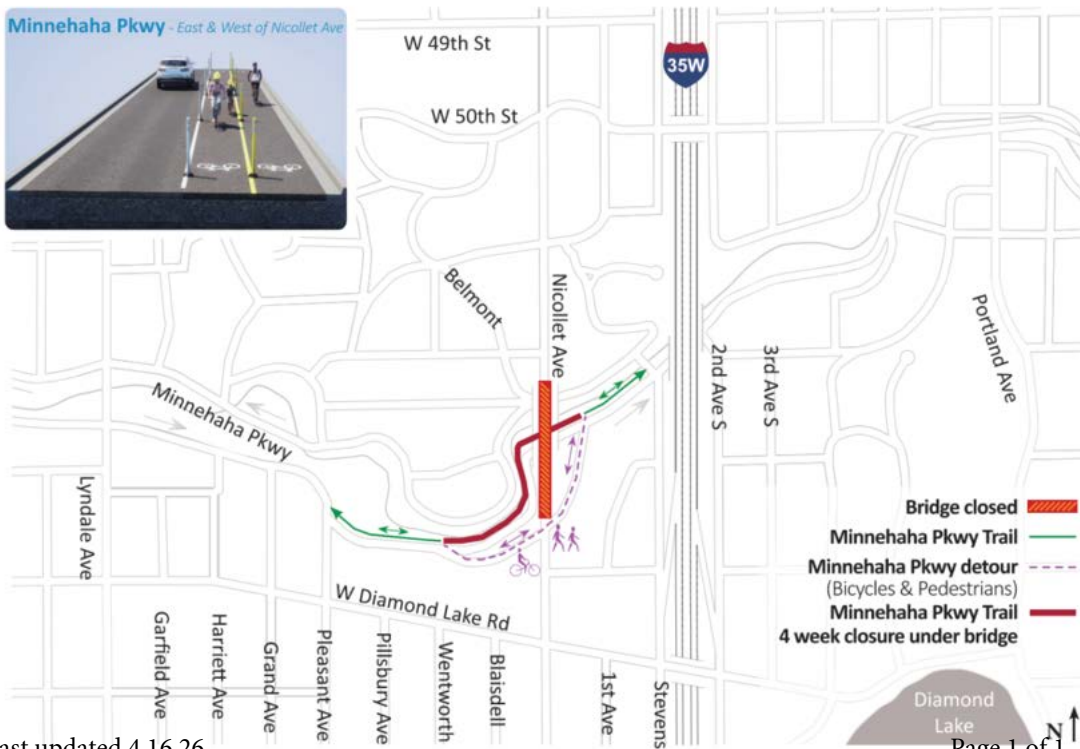 Minnehaha Pkwy - East & West of Nicollet Ave
W 49th St
35W
W 50th St
Belmont
Nicollet Ave
Portland Ave
2nd Ave S
3rd Ave S
Minnehaha Pkwy
Lyndale Ave
Bridge closed
Minnehaha Pkwy Trail
Minnehaha Pkwy detour
(Bicycles & Pedestrians)
Minnehaha Pkwy Trail
4 week closure under bridge
W Diamond Lake Rd
Garfield Ave
Harriett Ave
Grand Ave
Pleasant Ave
Pillsbury Ave
Wentworth
Blaisdell
1st Ave
Stevens
Diamond
Lake
N
ast updated 4.16.26
Page 1 of 1